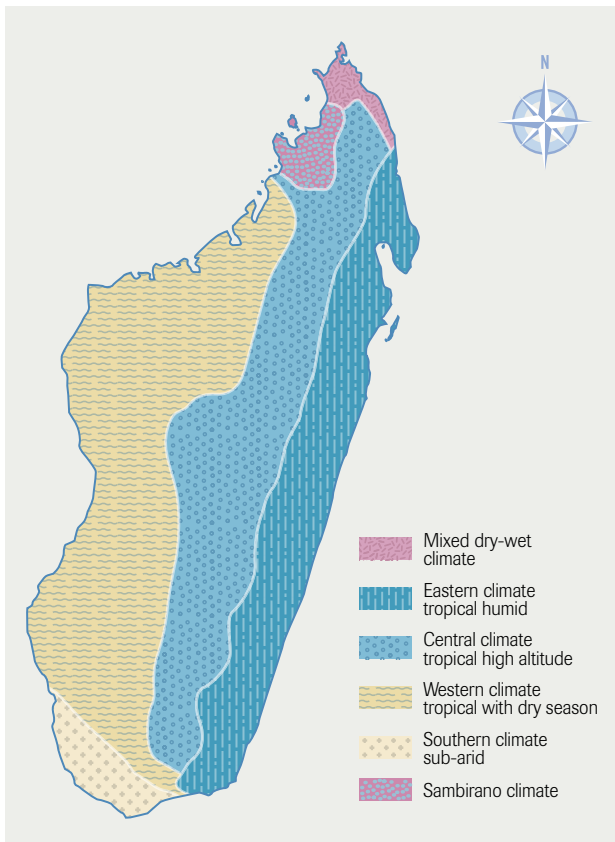 N
Mixed dry-wet
climate
Eastern climate
tropical humid
Central climate
tropical high altitude
Western climate
tropical with dry season
Southern climate
sub-arid
Sambirano climate